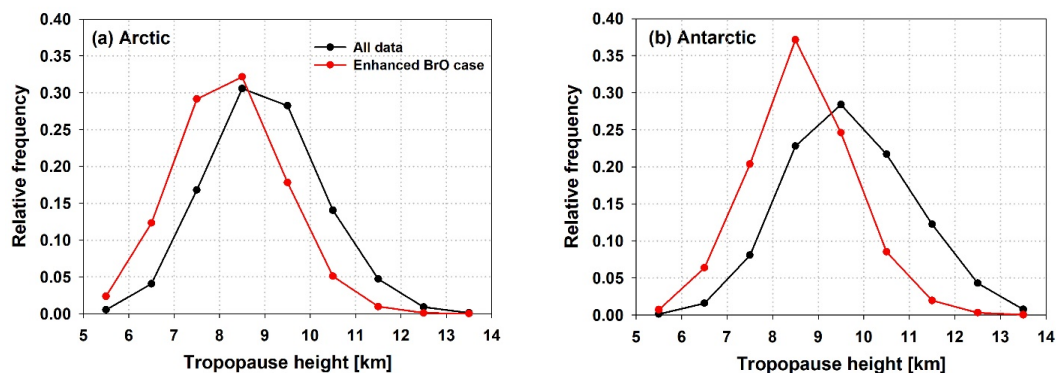 (a) Arctic
All data
Enhanced BrO case
Relative frequency
0.40
0.35
0.30
0.25
0.20
0.15
0.10
0.05
0.00
5 6 7 8 9 10 11 12 13 14
Tropopause height [km]
(b) Antarctic
Relative frequency
0.40
0.35
0.30
0.25
0.20
0.15
0.10
0.05
0.00
5 6 7 8 9 10 11 12 13 14
Tropopause height [km]